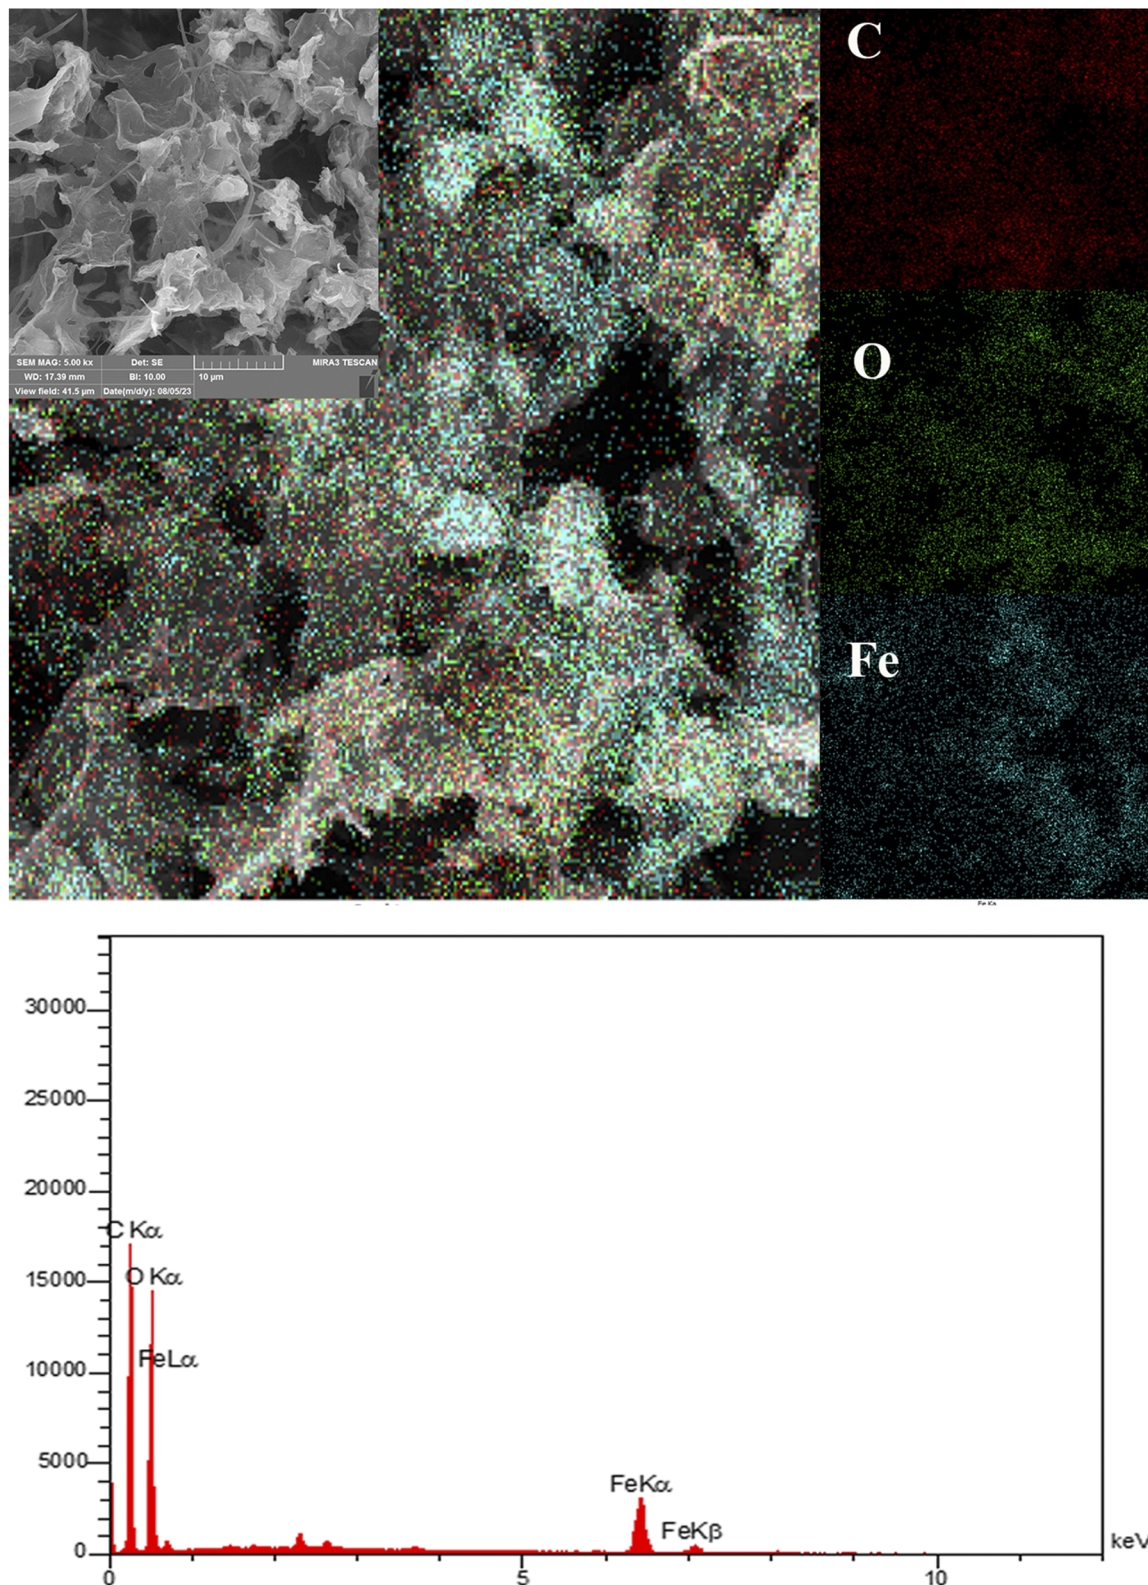 C
O
Fe
SEM MAG: 5.00 kx Det: SE MIRA3 TESCAN
WD: 17.39 mm BI: 10.00 10 µm
View field: 41.5 µm Date(m/d/y): 08/05/23
Fe Ka
30000
25000
20000
C Kα
15000
O Kα
FeLα
10000
5000
FeKα
FeKβ
0
keV
0 5 10